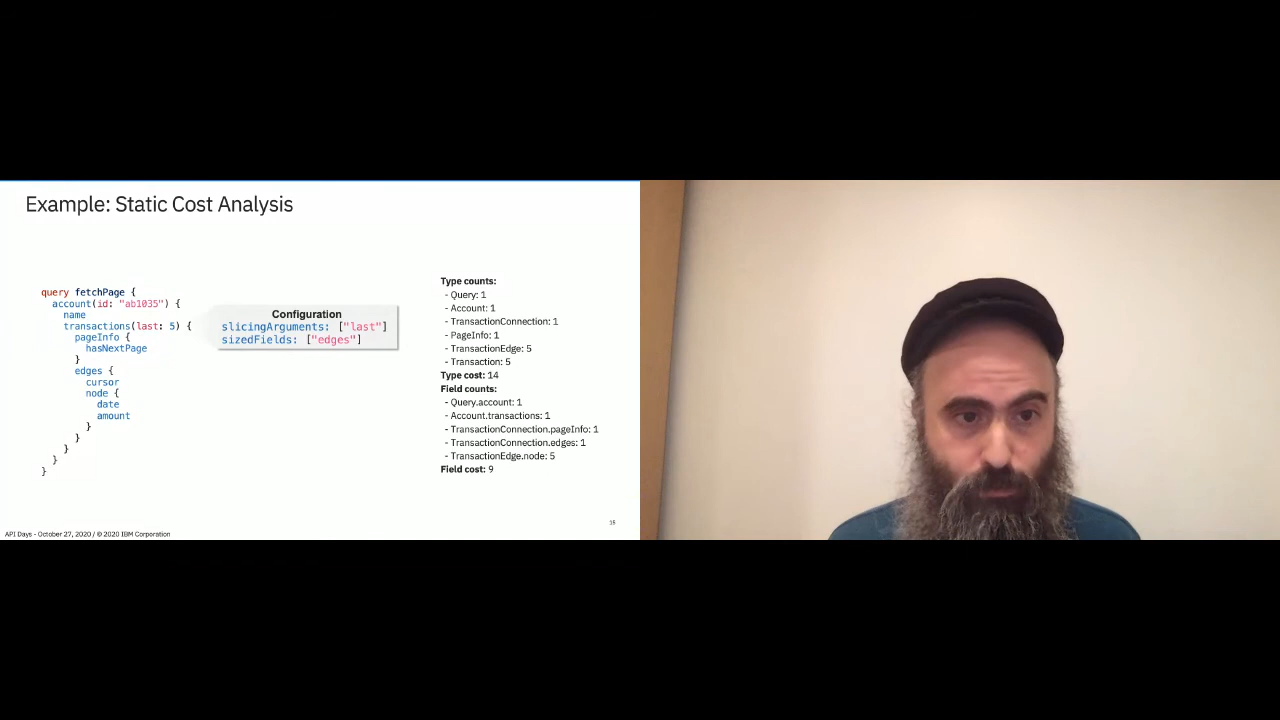 Example: Static Cost Analysis
query fetchPage {
account(id: "ab1035") {
name
transactions(last: 5) {
pageInfo {
hasNextPage
}
edges {
cursor
node {
date
amount
}
}
}
}
}
Configuration
slicingArguments: ["last"]
sizedFields: ["edges"]
Type counts:
- Query: 1
- Account: 1
- TransactionConnection: 1
- PageInfo: 1
- TransactionEdge: 5
- Transaction: 5
Type cost: 14
Field counts:
- Query.account: 1
- Account.transactions: 1
- TransactionConnection.pageInfo: 1
- TransactionConnection.edges: 1
- TransactionEdge.node: 5
Field cost: 9
15
API Days - October 27, 2020 / © 2020 IBM Corporation